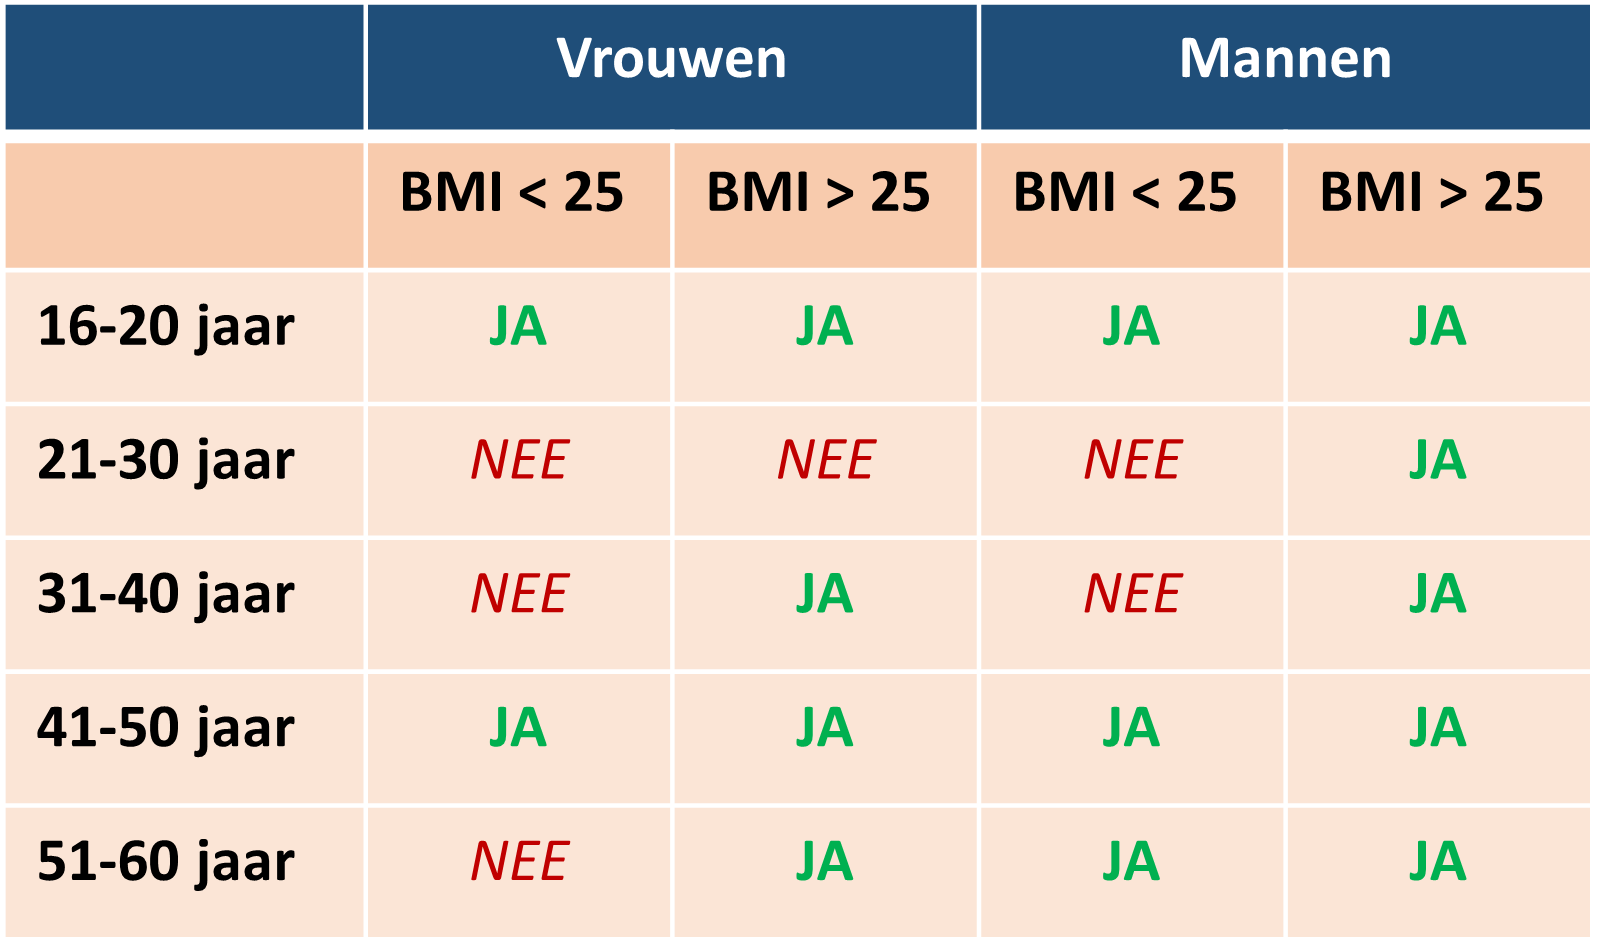 Vrouwen Mannen
BMI < 25 BMI > 25 BMI < 25 BMI > 25
16-20 jaar JA JA JA JA
21-30 jaar NEE NEE NEE JA
31-40 jaar NEE JA NEE JA
41-50 jaar JA JA JA JA
51-60 jaar NEE JA JA JA